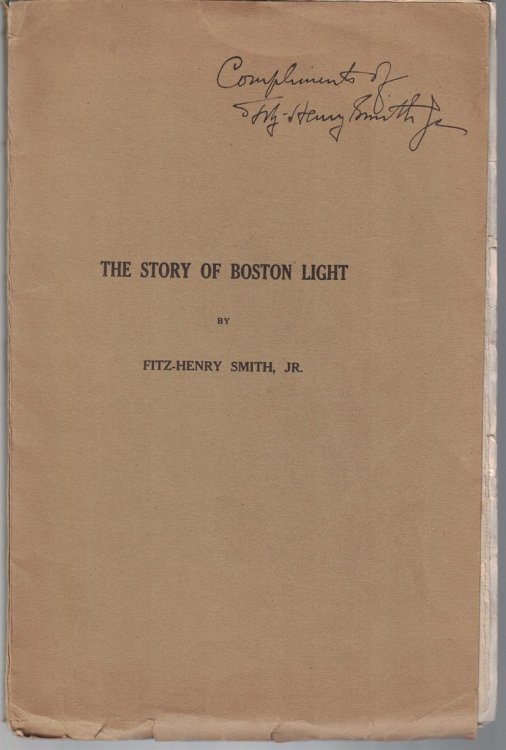 Compliments of
Fitz-Henry Smith Jr
THE STORY OF BOSTON LIGHT
BY
FITZ-HENRY SMITH, JR.